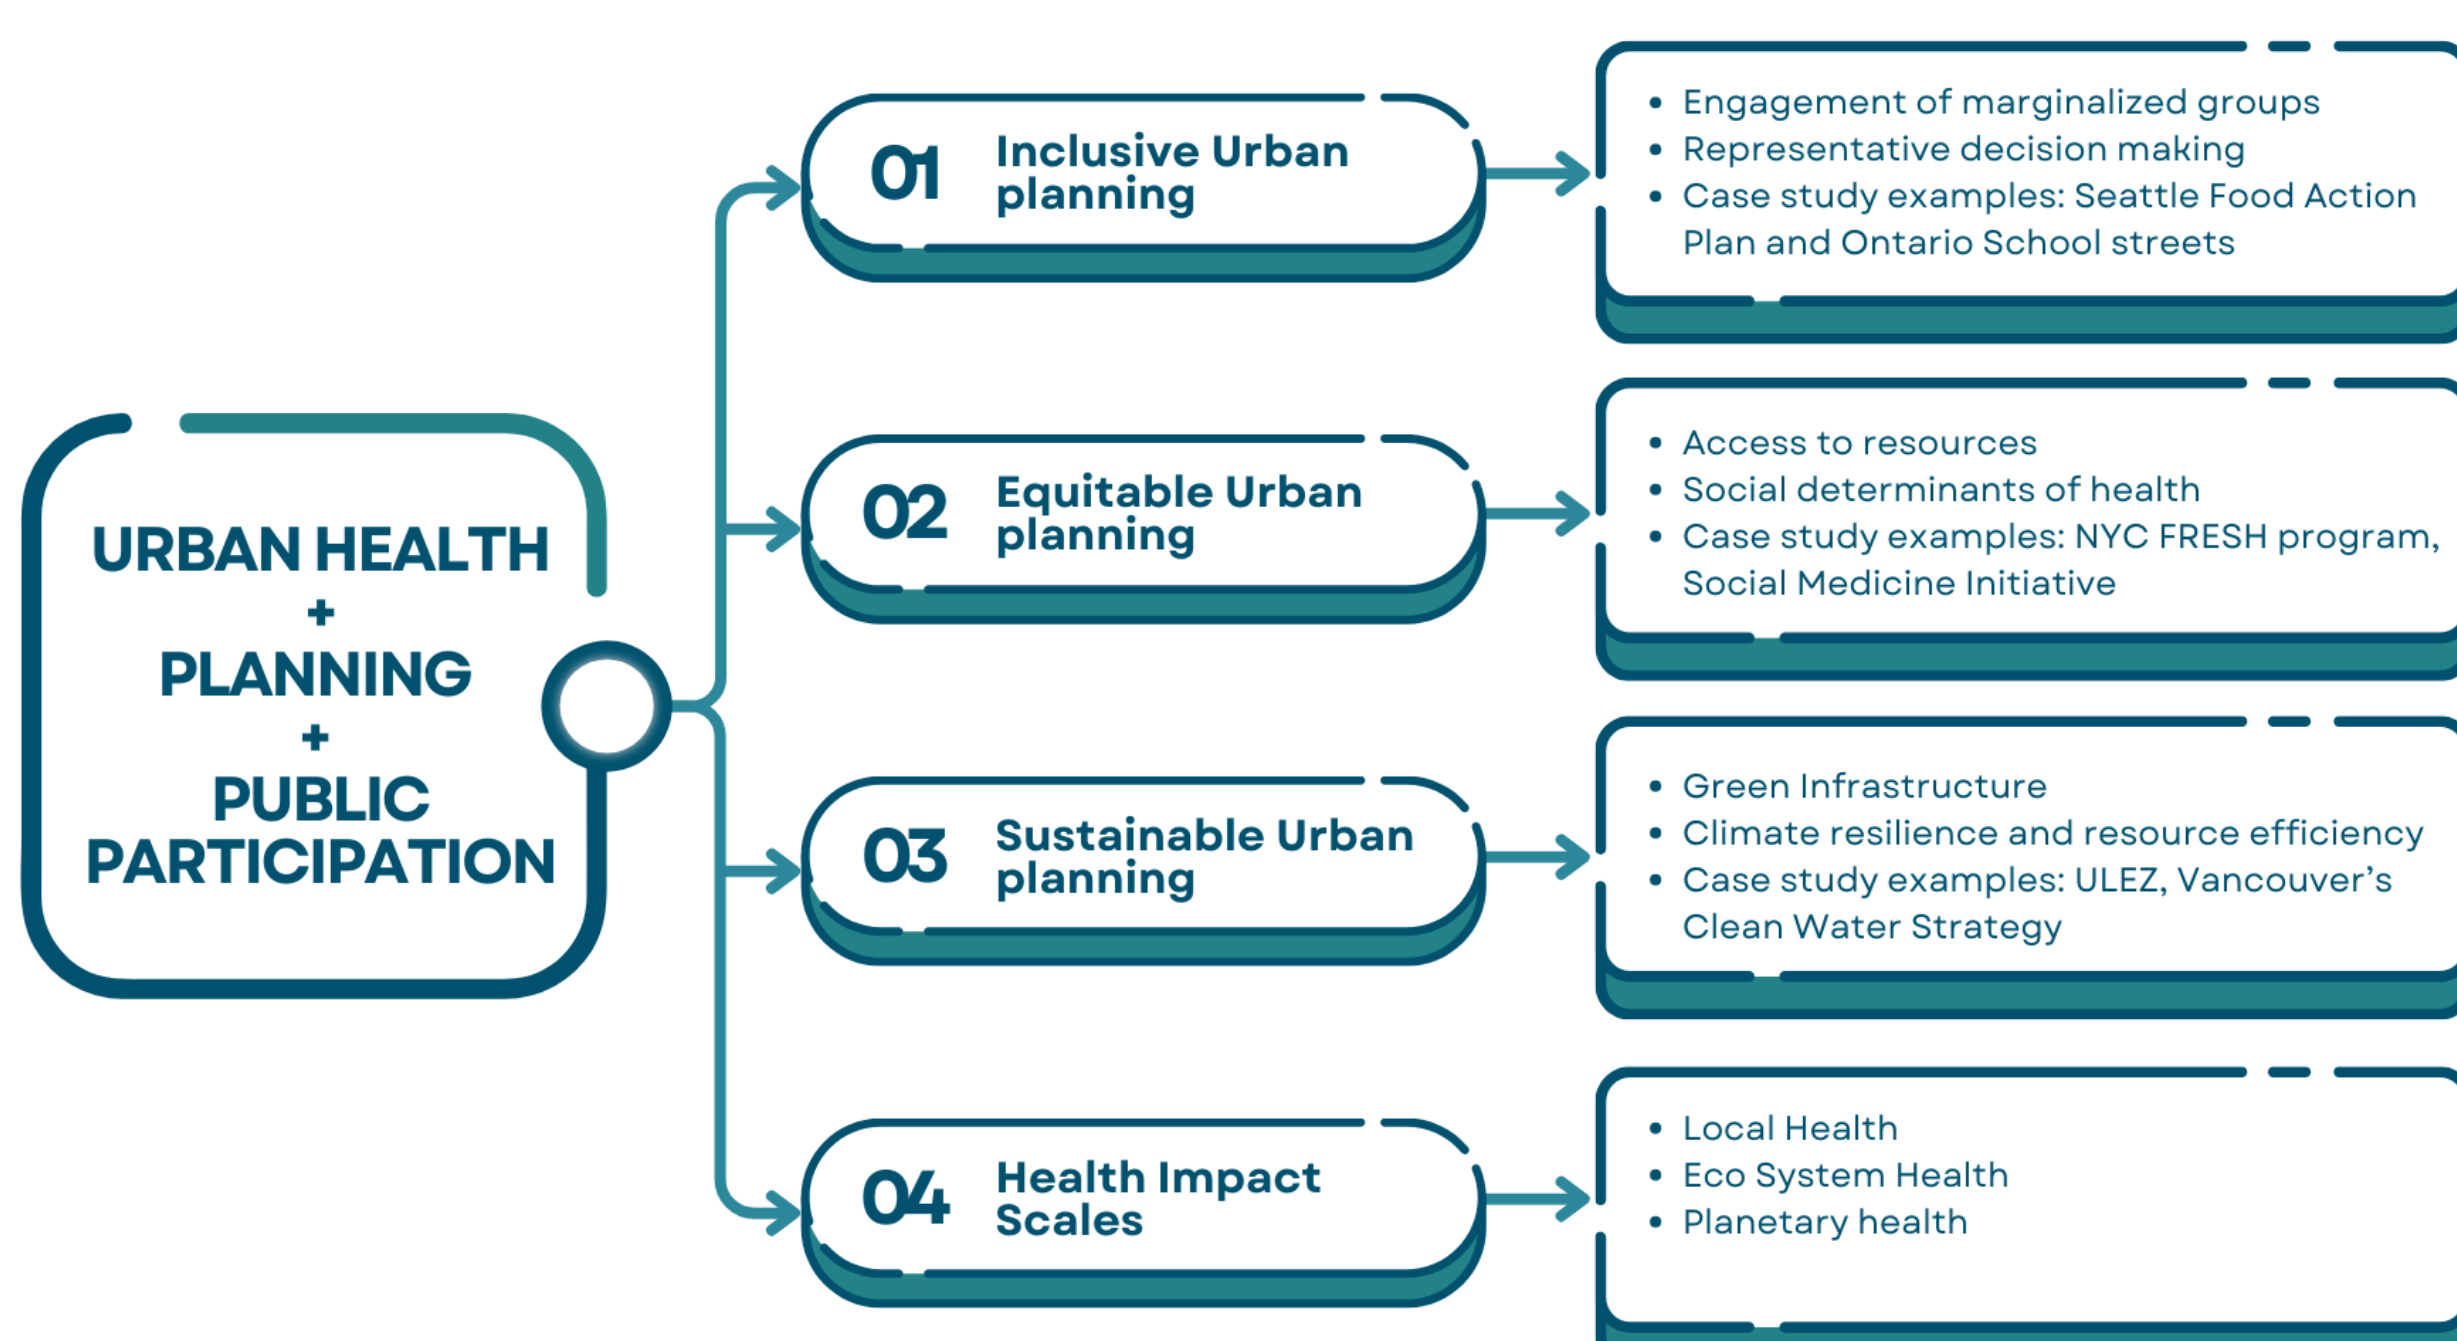 URBAN HEALTH
+
PLANNING
+
PUBLIC
PARTICIPATION
01
Inclusive Urban
planning
• Engagement of marginalized groups
• Representative decision making
• Case study examples: Seattle Food Action
Plan and Ontario School streets
02
Equitable Urban
planning
• Access to resources
• Social determinants of health
• Case study examples: NYC FRESH program,
Social Medicine Initiative
03
Sustainable Urban
planning
• Green Infrastructure
• Climate resilience and resource efficiency
• Case study examples: ULEZ, Vancouver’s
Clean Water Strategy
04
Health Impact
Scales
• Local Health
• Eco System Health
• Planetary health